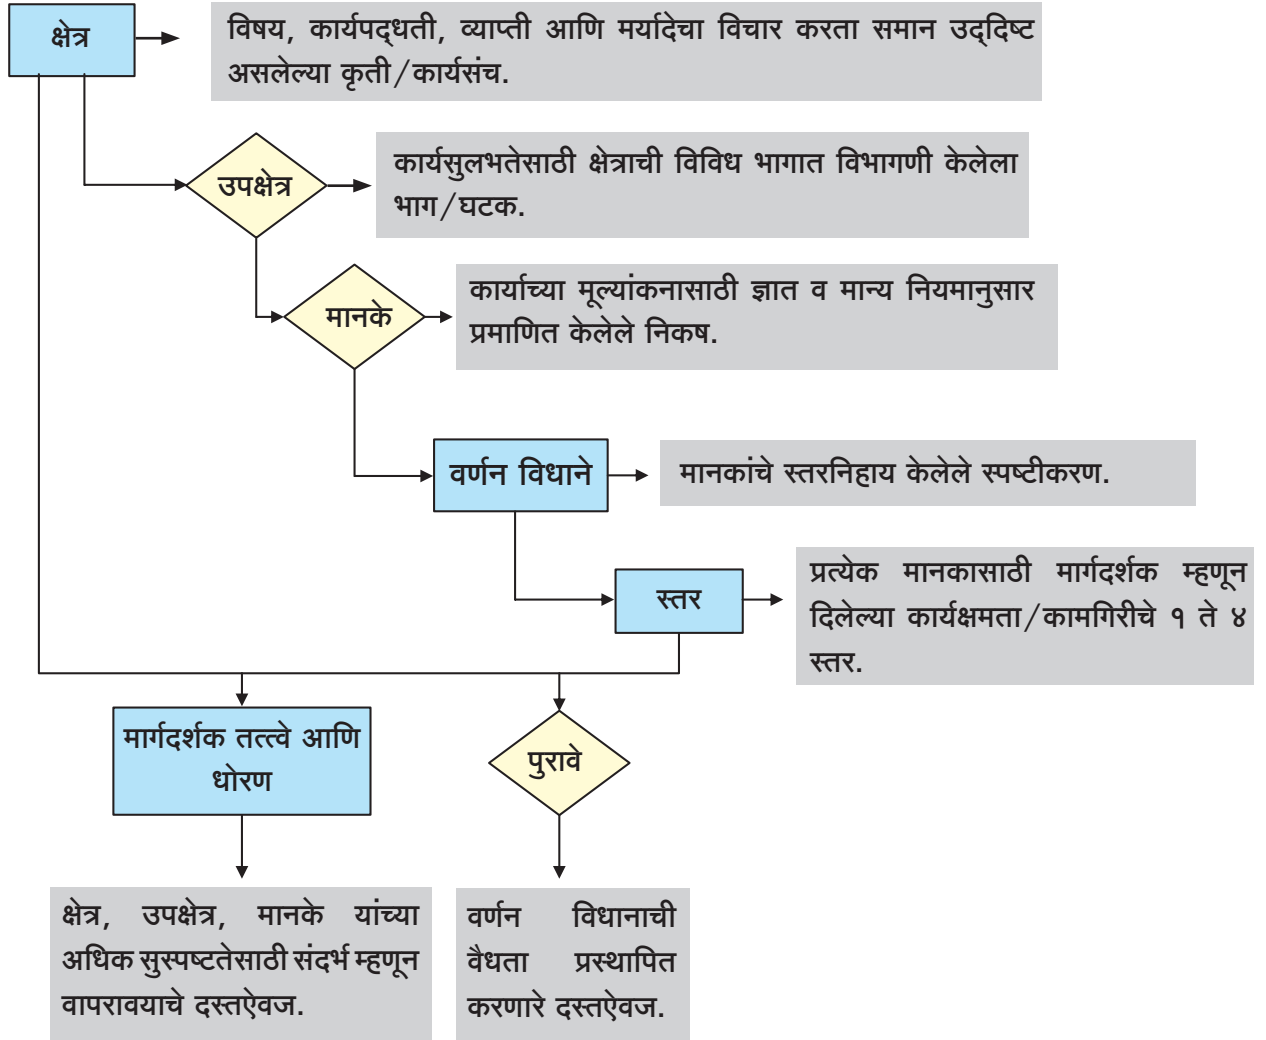 क्षेत्र
विषय, कार्यपद्धती, व्याप्ती आणि मर्यादेचा विचार करता समान उद्दिष्ट
असलेल्या कृती/कार्यसंच.
उपक्षेत्र
कार्यसुलभतेसाठी क्षेत्राची विविध भागात विभागणी केलेला
भाग/घटक.
मानके
कार्याच्या मूल्यांकनासाठी ज्ञात व मान्य नियमानुसार
प्रमाणित केलेले निकष.
वर्णन विधाने
मानकांचे स्तरनिहाय केलेले स्पष्टीकरण.
स्तर
प्रत्येक मानकासाठी मार्गदर्शक म्हणून
दिलेल्या कार्यक्षमता/कामगिरीचे १ ते ४
स्तर.
मार्गदर्शक तत्त्वे आणि
धोरण
पुरावे
क्षेत्र, उपक्षेत्र, मानके यांच्या
अधिक सुस्पष्टतेसाठी संदर्भ म्हणून
वापरावयाचे दस्तऐवज.
वर्णन विधानाची
वैधता प्रस्थापित
करणारे दस्तऐवज.